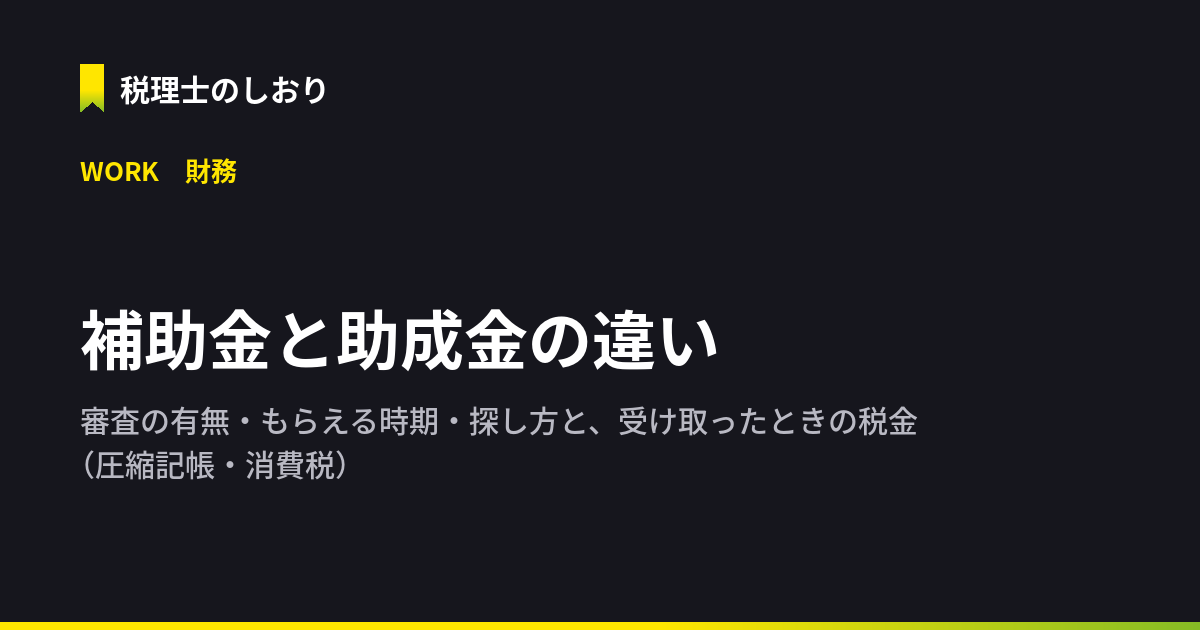 税理士のしおり
WORK 財務
補助金と助成金の違い
審査の有無・もらえる時期・探し方と、受け取ったときの税金
（圧縮記帳・消費税）